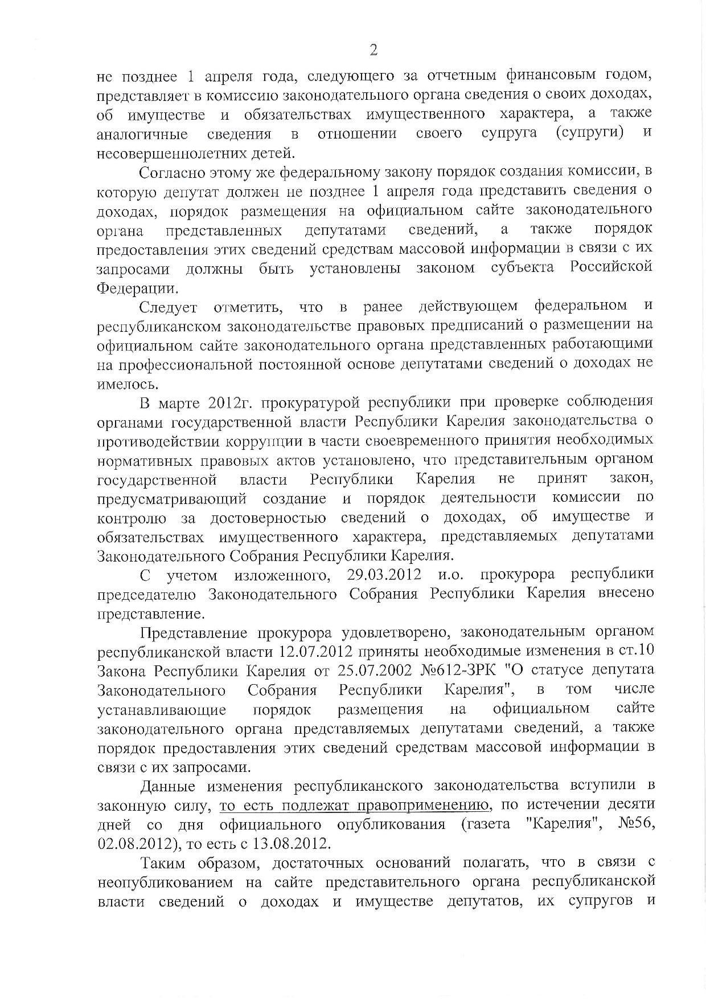 2
не позднее 1 апреля года, следующего за отчетным финансовым годом,
представляет в комиссию законодательного органа сведения о своих доходах,
об имуществе и обязательствах имущественного характера, а также
аналогичные сведения в отношении своего супруга (супруги) и
несовершеннолетних детей.
Согласно этому же федеральному закону порядок создания комиссии, в
которую депутат должен не позднее 1 апреля года представить сведения о
доходах, порядок размещения на официальном сайте законодательного
органа представленных депутатами сведений, а также порядок
предоставления этих сведений средствам массовой информации в связи с их
запросами должны быть установлены законом субъекта Российской
Федерации.
Следует отметить, что в ранее действующем федеральном и
республиканском законодательстве правовых предписаний о размещении на
официальном сайте законодательного органа представленных работающими
на профессиональной постоянной основе депутатами сведений о доходах не
имелось.
В марте 2012г. прокуратурой республики при проверке соблюдения
органами государственной власти Республики Карелия законодательства о
противодействии коррупции в части своевременного принятия необходимых
нормативных правовых актов установлено, что представительным органом
государственной власти Республики Карелия не принят закон,
предусматривающий создание и порядок деятельности комиссии по
контролю за достоверностью сведений о доходах, об имуществе и
обязательствах имущественного характера, представляемых депутатами
Законодательного Собрания Республики Карелия.
С учетом изложенного, 29.03.2012 и.о. прокурора республики
председателю Законодательного Собрания Республики Карелия внесено
представление.
Представление прокурора удовлетворено, законодательным органом
республиканской власти 12.07.2012 приняты необходимые изменения в ст.10
Закона Республики Карелия от 25.07.2002 №612-ЗРК "О статусе депутата
Законодательного Собрания Республики Карелия", в том числе
устанавливающие порядок размещения на официальном сайте
законодательного органа представляемых депутатами сведений, а также
порядок предоставления этих сведений средствам массовой информации в
связи с их запросами.
Данные изменения республиканского законодательства вступили в
законную силу, то есть подлежат правоприменению, по истечении десяти
дней со дня официального опубликования (газета "Карелия", №56,
02.08.2012), то есть с 13.08.2012.
Таким образом, достаточных оснований полагать, что в связи с
неопубликованием на сайте представительного органа республиканской
власти сведений о доходах и имуществе депутатов, их супругов и